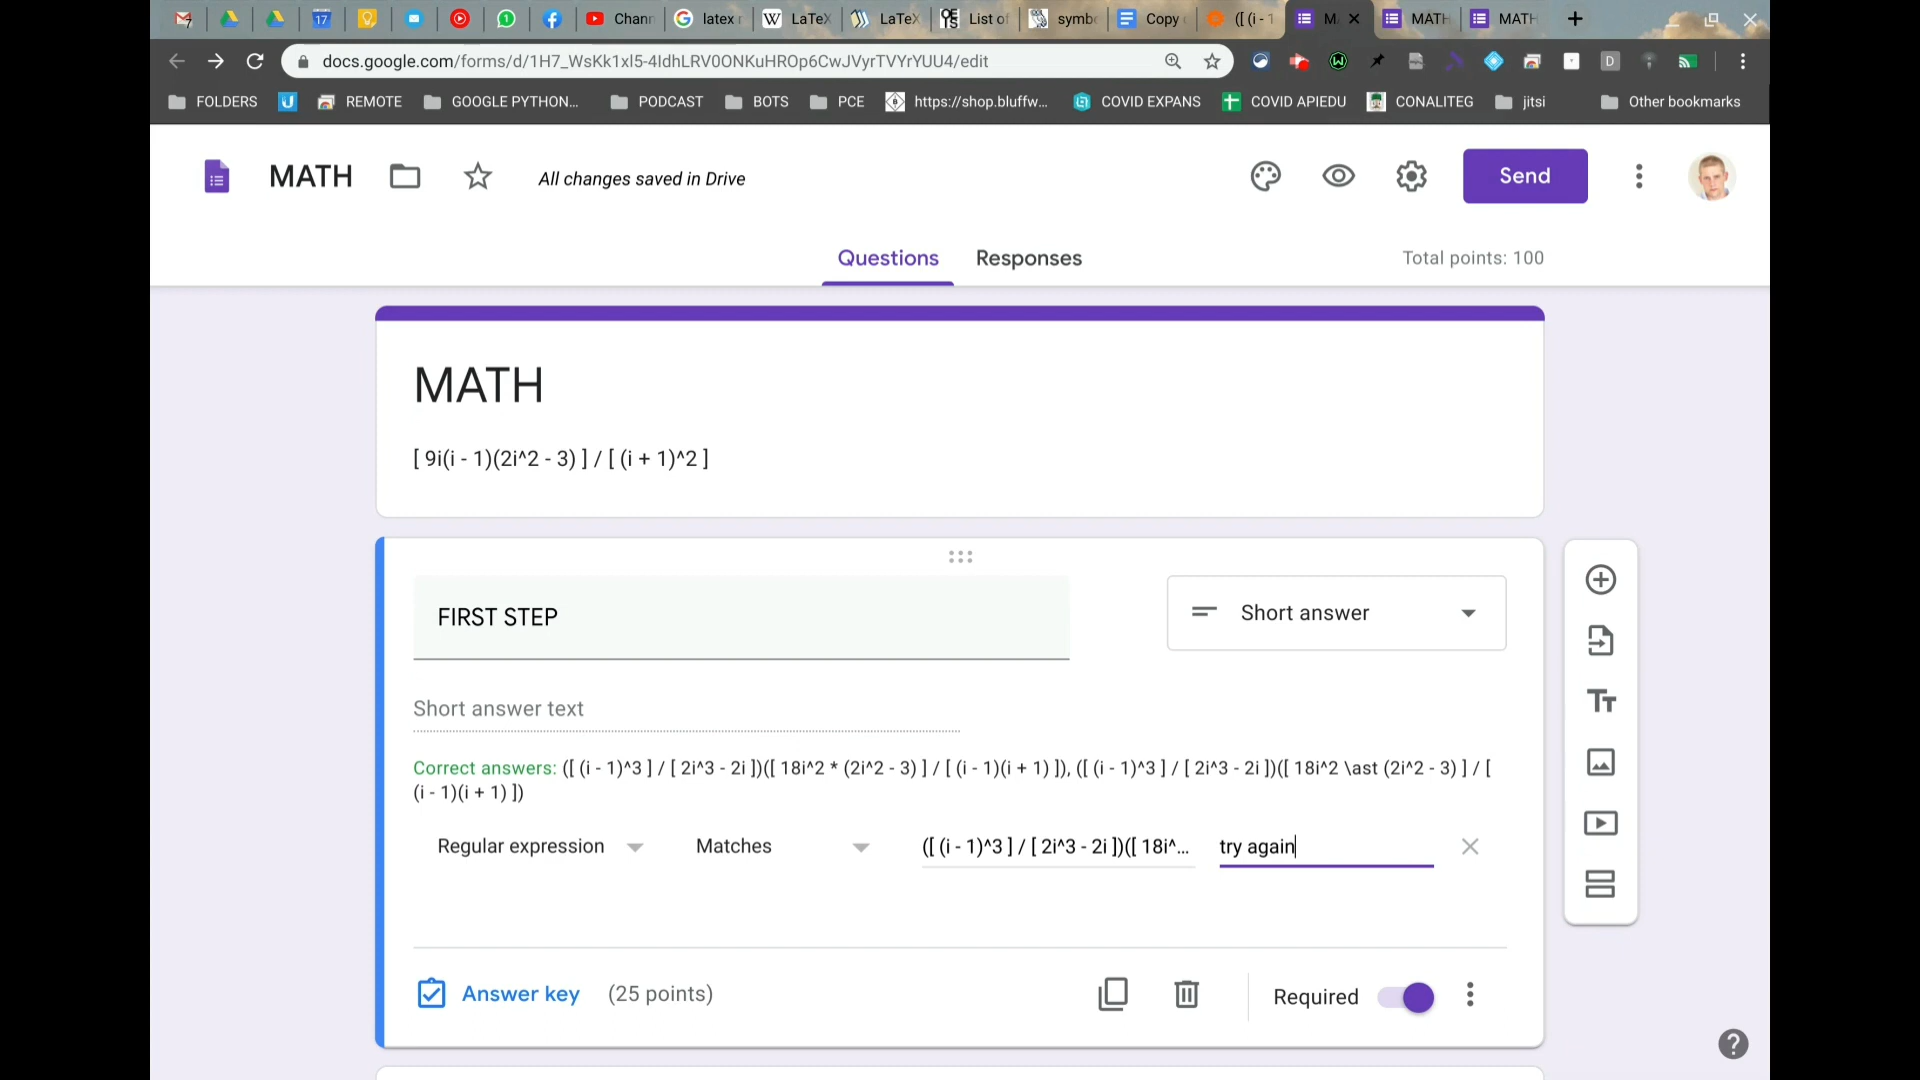 17
Chann
latex r
LaTeX
LaTeX
List of
symbo
Copy
([ (i - 1
M
MATH
MATH
docs.google.com/forms/d/1H7_WsKk1xl5-4IdhLRV0ONKuHROp6CwJVyrTVYrYUU4/edit
FOLDERS
REMOTE
GOOGLE PYTHON...
PODCAST
BOTS
PCE
https://shop.bluffw...
COVID EXPANS
COVID APIEDU
CONALITEG
jitsi
Other bookmarks
MATH
All changes saved in Drive
Send
Questions
Responses
Total points: 100
MATH
[ 9i(i - 1)(2i^2 - 3) ] / [ (i + 1)^2 ]
FIRST STEP
Short answer
Short answer text
Correct answers: ([ (i - 1)^3 ] / [ 2i^3 - 2i ])([ 18i^2 * (2i^2 - 3) ] / [ (i - 1)(i + 1) ]), ([ (i - 1)^3 ] / [ 2i^3 - 2i ])([ 18i^2 \ast (2i^2 - 3) ] / [
(i - 1)(i + 1) ])
Regular expression
Matches
([ (i - 1)^3 ] / [ 2i^3 - 2i ])([ 18i^...
try again
Answer key
(25 points)
Required